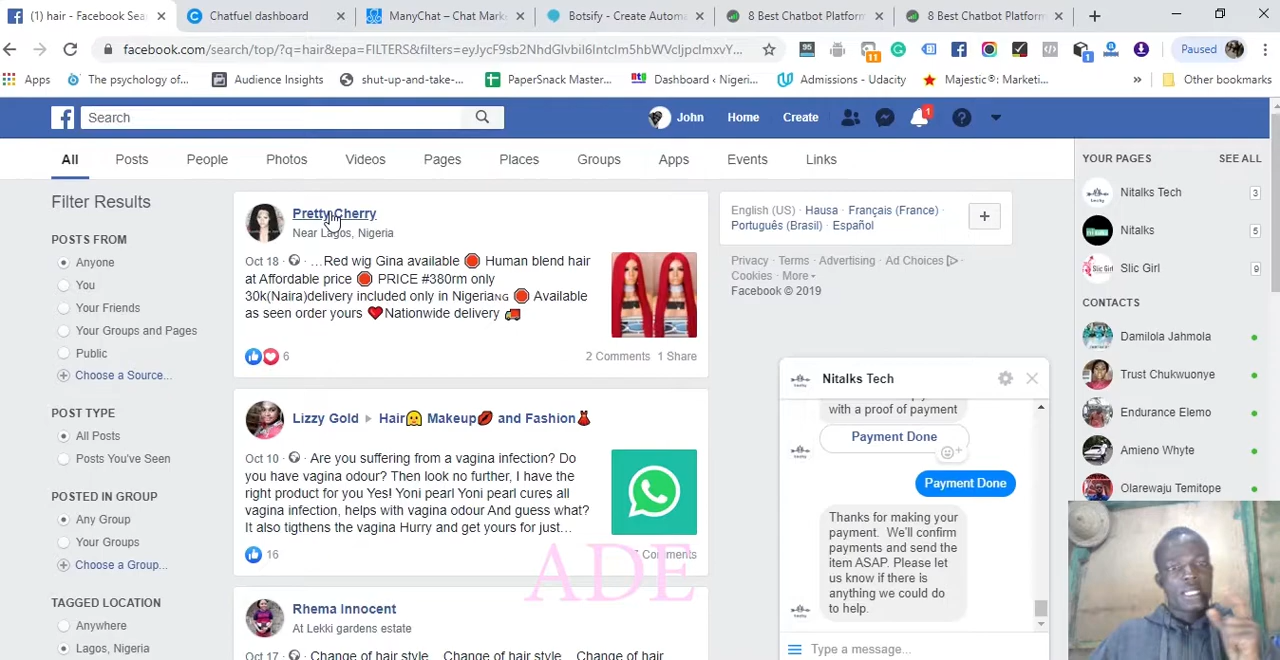 f (1) hair - Facebook Sea
Chatfuel dashboard
ManyChat - Chat Mark
Botsify - Create Automa
8 Best Chatbot Platform
8 Best Chatbot Platform
facebook.com/search/top/?q=hair&epa=FILTERS&filters=
95
11
1
Paused
Apps
The psychology of...
Audience Insights
shut-up-and-take...
PaperSnack Master...
Dashboard ‹ Nigeri...
Admissions - Udacity
Majestic®: Marketi...
»
Other bookmarks
f
Search
John
Home
Create
1
All
Posts
People
Photos
Videos
Pages
Places
Groups
Apps
Events
Links
Filter Results
POSTS FROM
Anyone
You
Your Friends
Your Groups and Pages
Public
Choose a Source...
POST TYPE
All Posts
Posts You've Seen
POSTED IN GROUP
Any Group
Your Groups
Choose a Group...
TAGGED LOCATION
Anywhere
Lagos, Nigeria
Pretty Cherry
Near Lagos, Nigeria
Oct 18 · ... Red wig Gina available 🔴 Human blend hair
at Affordable price 🔴 PRICE #380rm only
30k(Naira)delivery included only in Nigeria🇳🇬 🔴 Available
as seen order yours ❤️Nationwide delivery 🚚
6
2 Comments 1 Share
Lizzy Gold ▸ Hair Makeup💋 and Fashion💃
Oct 10 · Are you suffering from a vagina infection? Do
you have vagina odour? Then look no further I have the
right product for you Yes! Yoni pearl Yoni pearl cures all
vagina infection, helps with vagina odour And guess what?
It also tigthens the vagina Hurry and get yours for just...
16
Comments
ADE
Rhema Innocent
At Lekki gardens estate
Oct 17 · Change of hair style... Change of hair style... Change of hair
English (US) · Hausa · Français (France) ·
Português (Brasil) · Español
Privacy · Terms · Advertising · Ad Choices ·
Cookies · More
Facebook © 2019
Nitalks Tech
with a proof of payment
Payment Done
Payment Done
Thanks for making your
payment. We'll confirm
payments and send the
item ASAP. Please let
us know if there is
anything we could do
to help.
Type a message...
YOUR PAGES
SEE ALL
Nitalks Tech
3
Nitalks
5
Slic Girl
9
CONTACTS
Damilola Jahmola
Trust Chukwuonye
Endurance Elemo
Amieno Whyte
Olarewaju Temitope